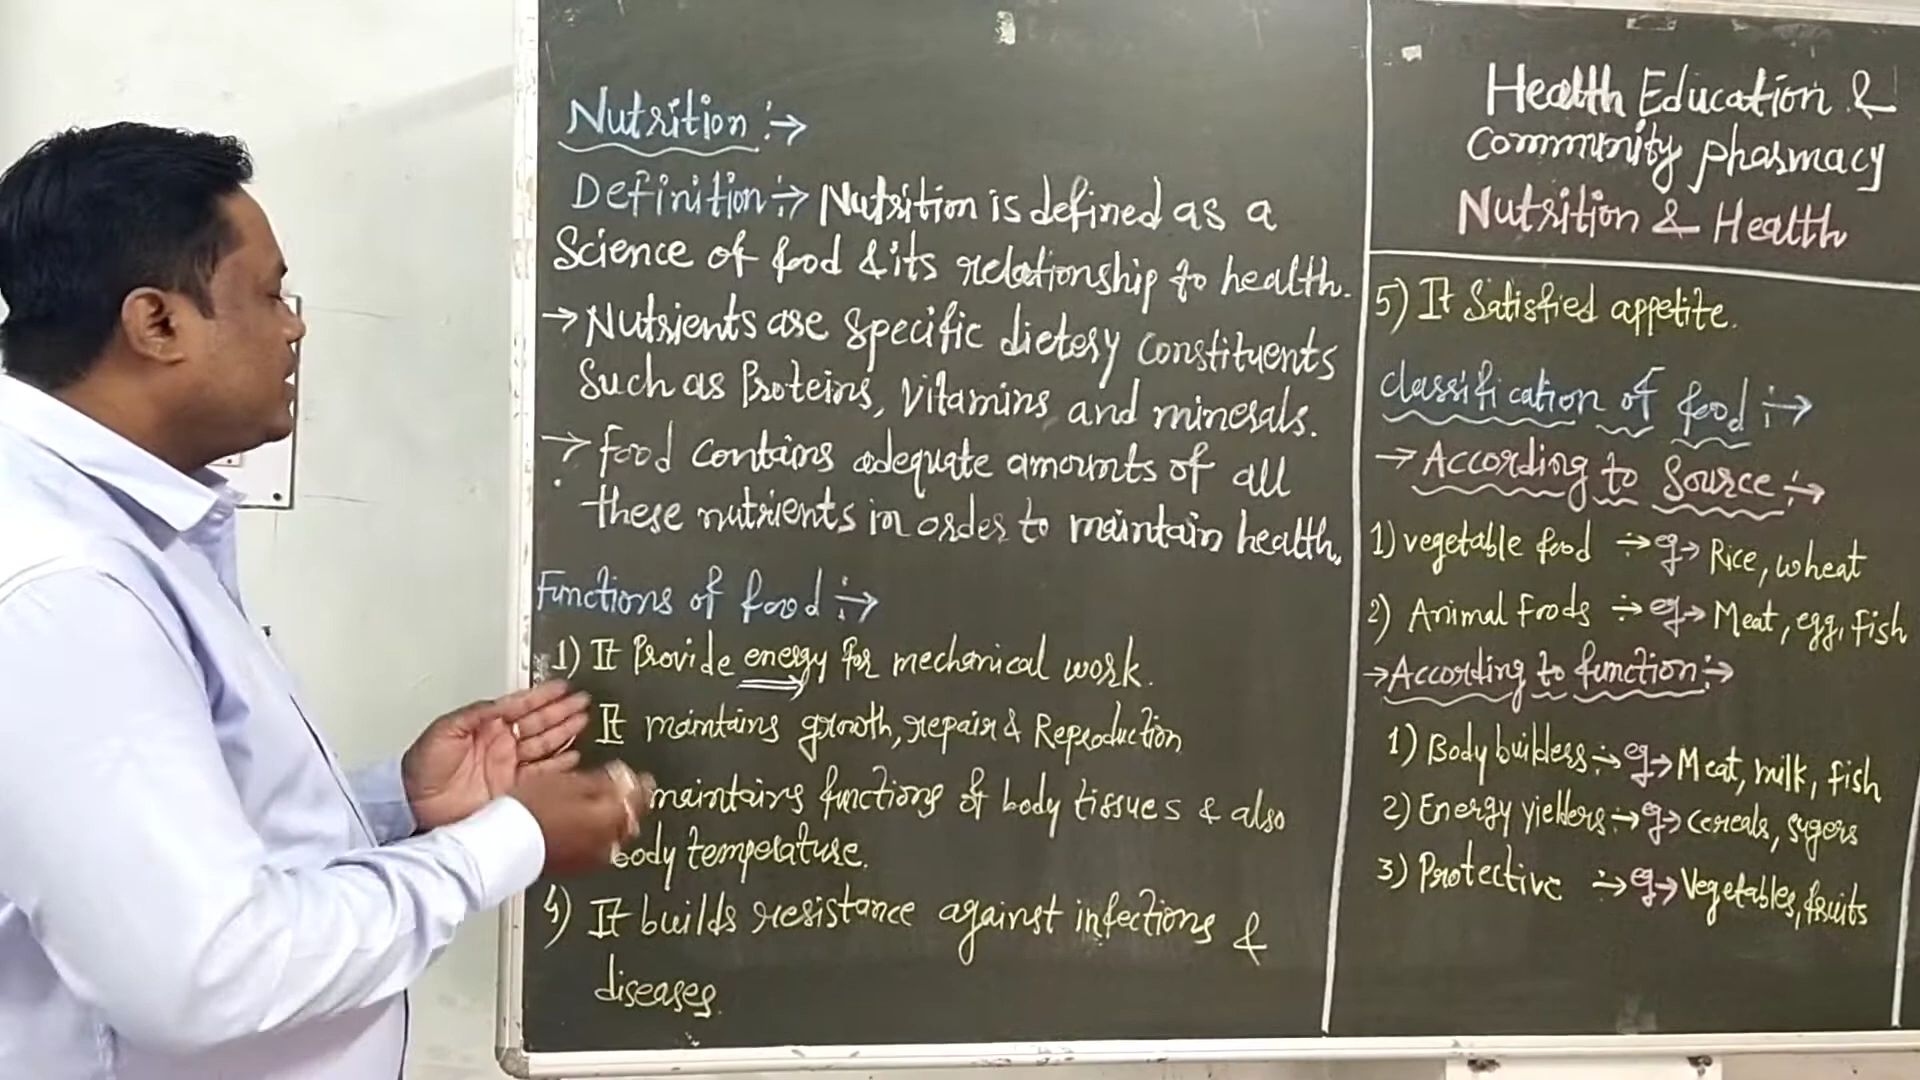 Nutrition :→
Definition :→ Nutrition is defined as a
Science of food & its relationship to health.
→ Nutrients are specific dietery constituents
Such as Proteins, Vitamins and minerals.
→ food contains adequate amounts of all
these nutrients in order to maintain health.
Functions of food :→
1) It Provide energy for mechanical work.
It maintains growth, repair & Reproduction
maintains functions of body tissues & also
body temperature.
4) It builds resistance against infections &
diseases.
Health Education &
Community pharmacy
Nutrition & Health
5) It Satisfied appetite.
classification of food :→
→ According to Source :→
1) vegetable food :→ eg→ Rice, wheat
2) Animal Foods :→ eg→ Meat, egg, fish
→ According to function :→
1) Body builders :→ eg→ Meat, milk, fish
2) Energy yielders :→ eg→ cereals, sugers
3) Protective :→ eg→ Vegetables, fruits